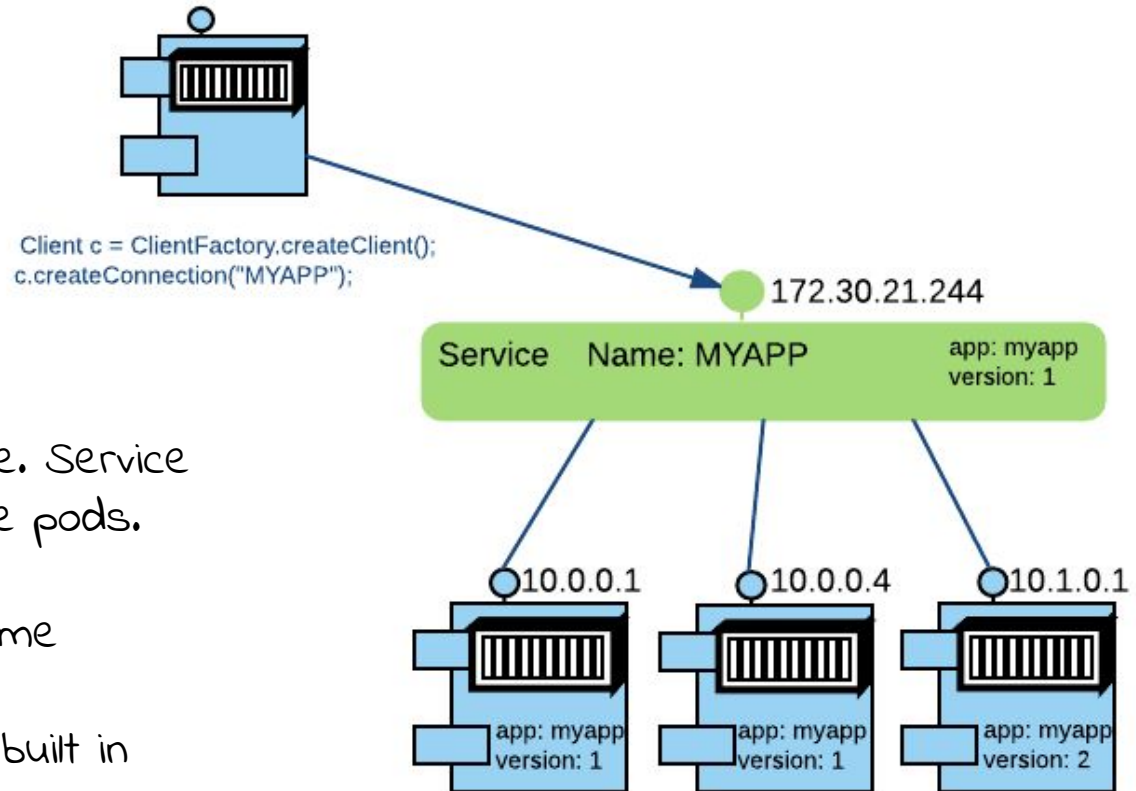 Client c = ClientFactory.createClient();
c.createConnection("MYAPP");
172.30.21.244
Service Name: MYAPP
app: myapp
version: 1
e. Service
e pods.
me
built in
10.0.0.1
app: myapp
version: 1
10.0.0.4
app: myapp
version: 1
10.1.0.1
app: myapp
version: 2